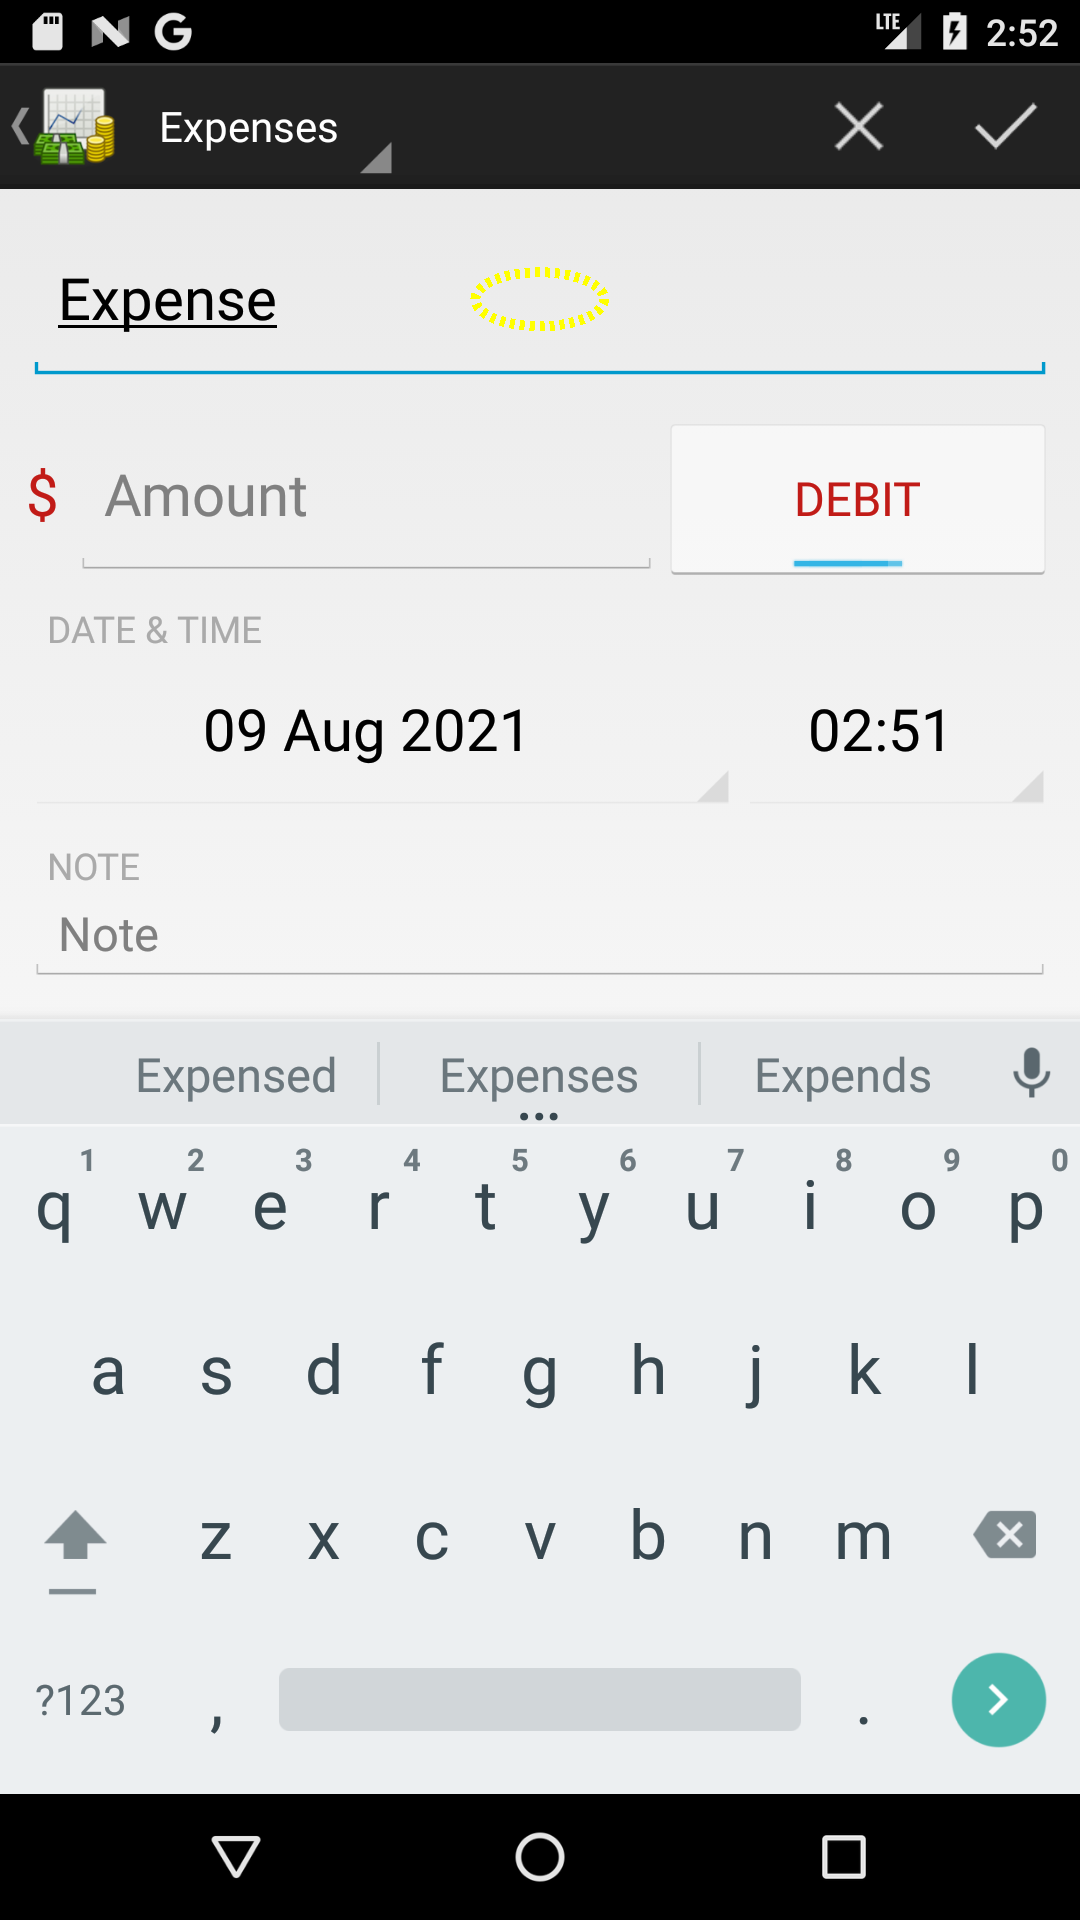 LTE 2:52
Expenses
Expense
$ Amount DEBIT
DATE & TIME
09 Aug 2021 02:51
NOTE
Note
Expensed Expenses Expends
1 2 3 4 5 6 7 8 9 0
q w e r t y u i o p
a s d f g h j k l
z x c v b n m
?123 , .